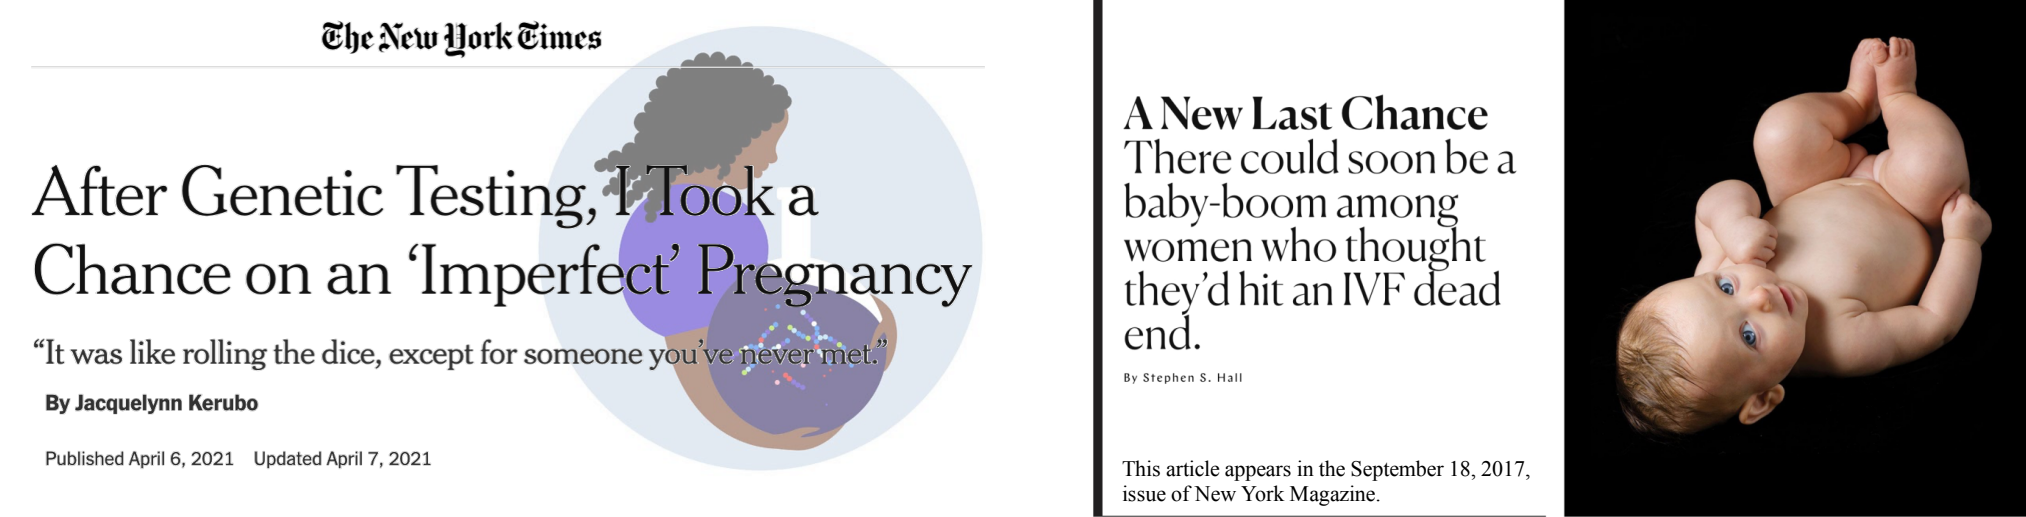 The New York Times
After Genetic Testing, I Took a
Chance on an ‘Imperfect’ Pregnancy
“It was like rolling the dice, except for someone you’ve never met.”
By Jacquelynn Kerubo
Published April 6, 2021 Updated April 7, 2021
A New Last Chance
There could soon be a
baby-boom among
women who thought
they’d hit an IVF dead
end.
By Stephen S. Hall
This article appears in the September 18, 2017,
issue of New York Magazine.